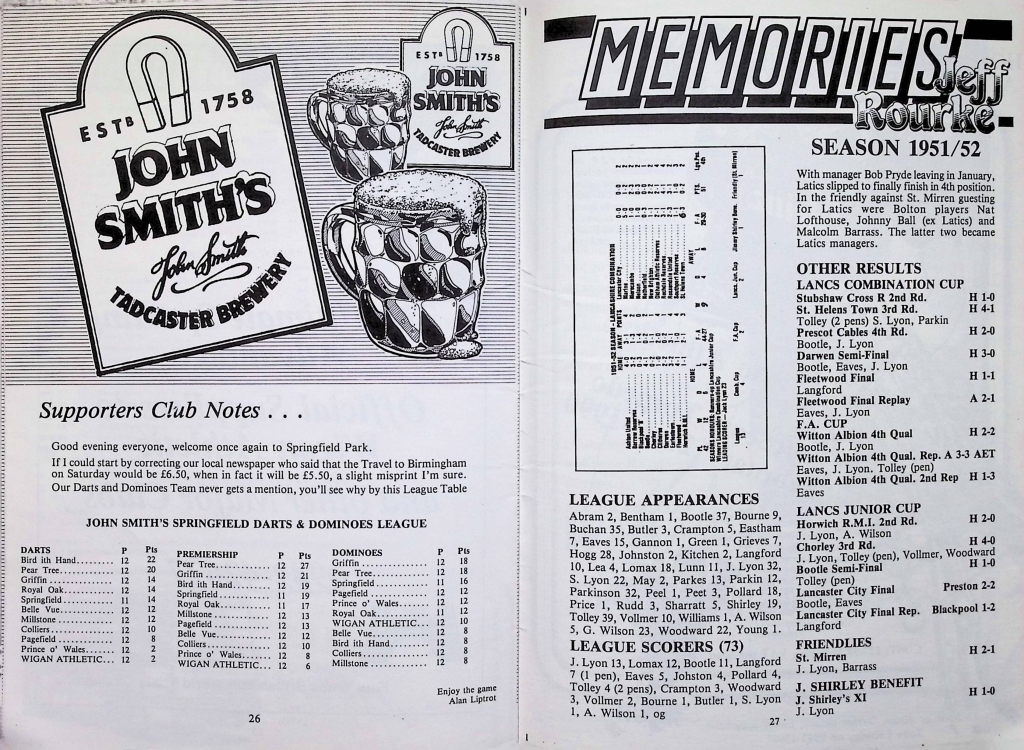 ESTD 1758
JOHN
SMITH'S
John Smith
TADCASTER BREWERY
ESTD 1758
JOHN
SMITH'S
John Smith
TADCASTER BREWERY
Supporters Club Notes . . .
Good evening everyone, welcome once again to Springfield Park.
If I could start by correcting our local newspaper who said that the Travel to Birmingham
on Saturday would be £6.50, when in fact it will be £5.50, a slight misprint I'm sure.
Our Darts and Dominoes Team never gets a mention, you'll see why by this League Table
JOHN SMITH'S SPRINGFIELD DARTS & DOMINOES LEAGUE
DARTS P Pts
Bird ith Hand......... 12 22
Pear Tree............. 12 20
Griffin................ 12 14
Royal Oak............ 12 14
Springfield........... 11 14
Belle Vue............. 12 12
Millstone............. 12 12
Colliers............... 12 10
Pagefield............. 12 8
Prince o' Wales...... 12 2
WIGAN ATHLETIC... 12 2
PREMIERSHIP P Pts
Pear Tree............ 12 27
Griffin............... 12 21
Bird ith Hand........ 12 19
Springfield.......... 11 19
Royal Oak........... 11 17
Millstone............ 12 13
Pagefield............ 12 13
Belle Vue............ 12 12
Colliers.............. 12 10
Prince o' Wales..... 12 8
WIGAN ATHLETIC... 12 6
DOMINOES P Pts
Griffin............... 12 18
Pear Tree............ 12 18
Springfield.......... 11 16
Pagefield............ 12 12
Prince o' Wales..... 12 12
Royal Oak........... 11 12
WIGAN ATHLETIC... 12 10
Belle Vue............ 12 8
Bird ith Hand........ 12 8
Colliers.............. 12 8
Millstone............ 12 8
Enjoy the game
Alan Liptrot
26
MEMORIES
Jeff
Rourke
SEASON 1951/52
With manager Bob Pryde leaving in January,
Latics slipped to finally finish in 4th position.
In the friendly against St. Mirren guesting
for Latics were Bolton players Nat
Lofthouse, Johnny Ball (ex Latics) and
Malcolm Barrass. The latter two became
Latics managers.
1951-52 SEASON - LANCASHIRE COMBINATION
LEAGUE APPEARANCES
Abram 2, Bentham 1, Bootle 37, Bourne 9,
Buchan 35, Butler 3, Crampton 5, Eastham
7, Eaves 15, Gannon 1, Green 1, Grieves 7,
Hogg 28, Johnston 2, Kitchen 2, Langford
10, Lea 4, Lomax 18, Lunn 11, J. Lyon 32,
S. Lyon 22, May 2, Parkes 13, Parkin 12,
Parkinson 32, Peel 1, Peet 3, Pollard 18,
Price 1, Rudd 3, Sharratt 5, Shirley 19,
Tolley 39, Vollmer 10, Williams 1, A. Wilson
5, G. Wilson 23, Woodward 22, Young 1.
LEAGUE SCORERS (73)
J. Lyon 13, Lomax 12, Bootle 11, Langford
7 (1 pen), Eaves 5, Johston 4, Pollard 4,
Tolley 4 (2 pens), Crampton 3, Woodward
3, Vollmer 2, Bourne 1, Butler 1, S. Lyon
1, A. Wilson 1, og
OTHER RESULTS
LANCS COMBINATION CUP
Stubshaw Cross R 2nd Rd. H 1-0
St. Helens Town 3rd Rd. H 4-1
Tolley (2 pens) S. Lyon, Parkin
Prescot Cables 4th Rd. H 2-0
Bootle, J. Lyon
Darwen Semi-Final H 3-0
Bootle, Eaves, J. Lyon
Fleetwood Final H 1-1
Langford
Fleetwood Final Replay A 2-1
Eaves, J. Lyon
F.A. CUP
Witton Albion 4th Qual H 2-2
Bootle, J. Lyon
Witton Albion 4th Qual. Rep. A 3-3 AET
Eaves, J. Lyon. Tolley (pen)
Witton Albion 4th Qual. 2nd Rep H 1-3
Eaves
LANCS JUNIOR CUP
Horwich R.M.I. 2nd Rd. H 2-0
J. Lyon, A. Wilson
Chorley 3rd Rd. H 4-0
J. Lyon, Tolley (pen), Vollmer, Woodward
Bootle Semi-Final H 1-0
Tolley (pen)
Lancaster City Final Preston 2-2
Bootle, Eaves
Lancaster City Final Rep. Blackpool 1-2
Langford
FRIENDLIES
St. Mirren H 2-1
J. Lyon, Barrass
J. SHIRLEY BENEFIT
J. Shirley's XI H 1-0
J. Lyon
27